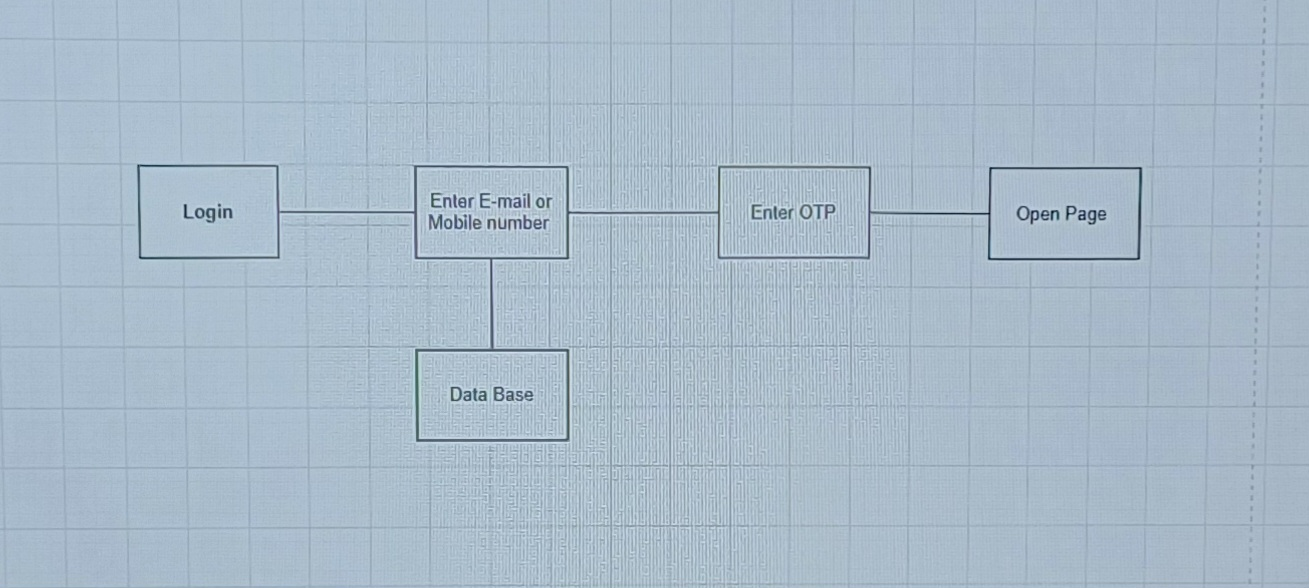 Login
Enter E-mail or
Mobile number
Enter OTP
Open Page
Data Base